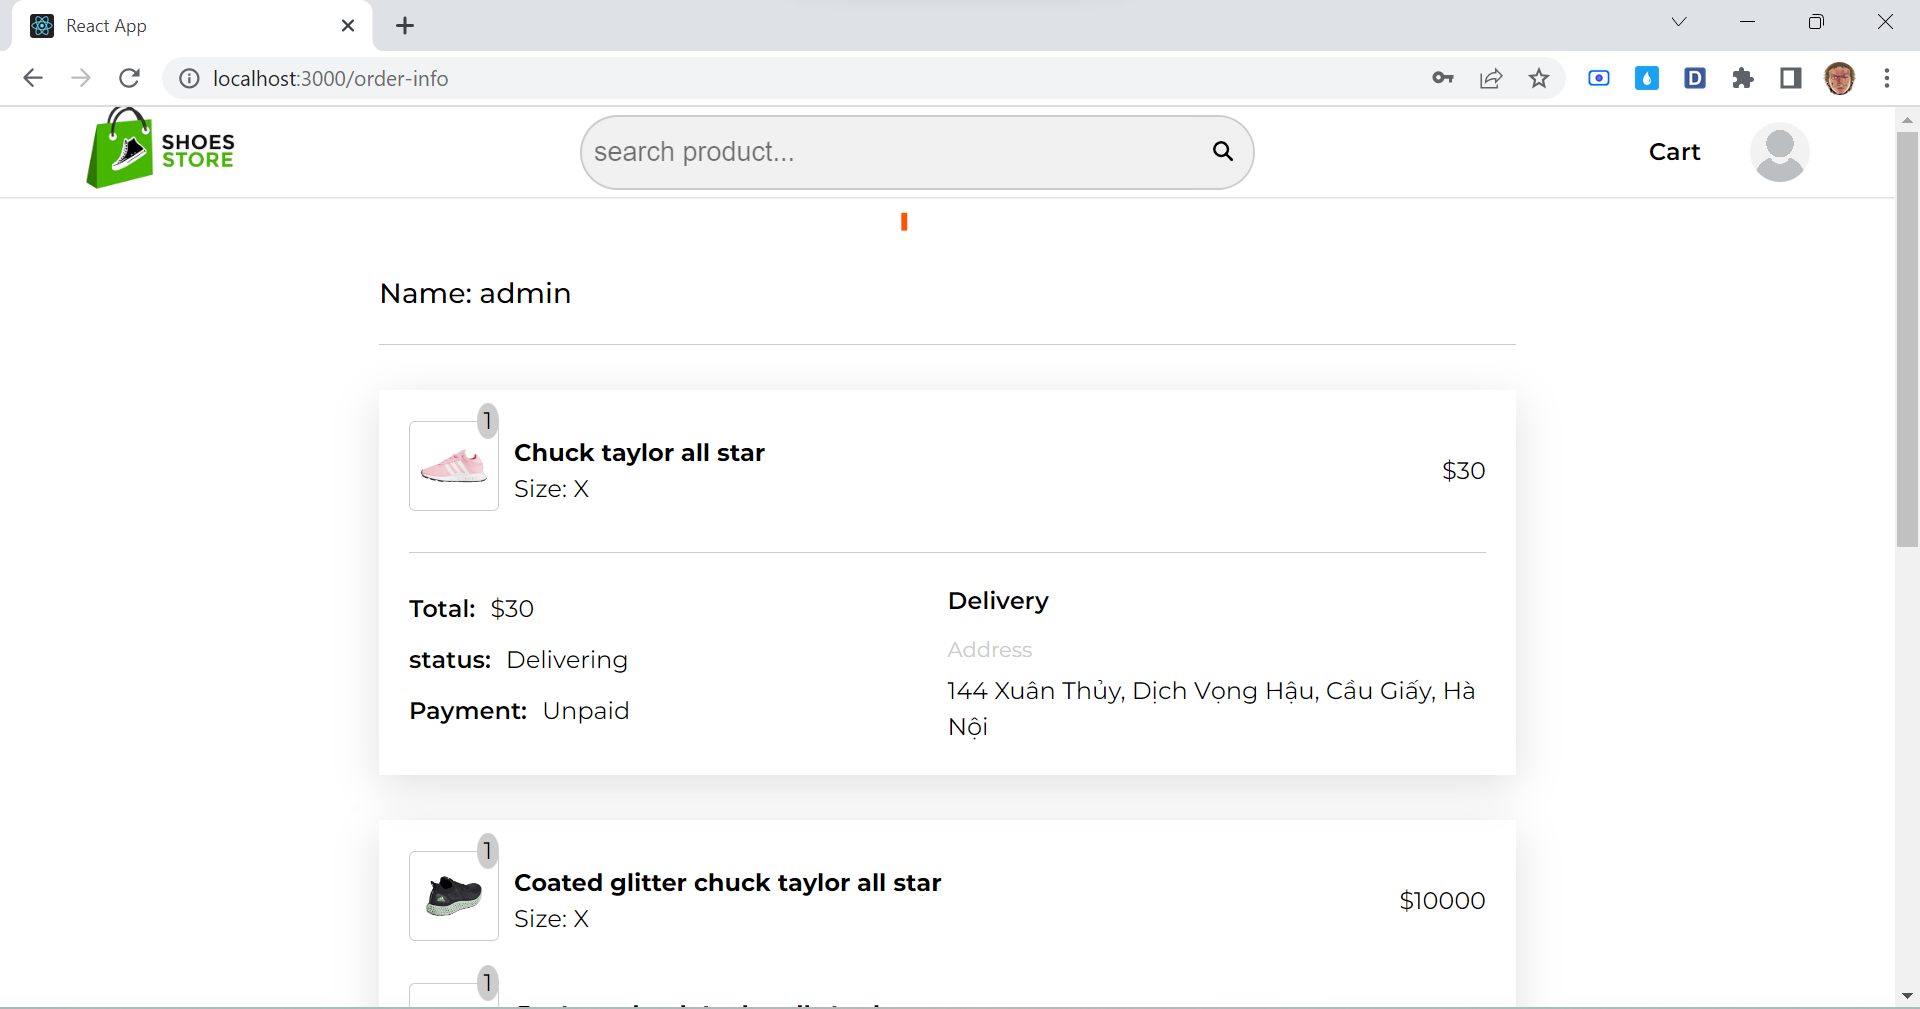 React App
localhost:3000/order-info
D
SHOES
STORE
search product...
Cart
Name: admin
1
Chuck taylor all star
Size: X
$30
Total: $30
status: Delivering
Payment: Unpaid
Delivery
Address
144 Xuân Thủy, Dịch Vọng Hậu, Cầu Giấy, Hà
Nội
1
Coated glitter chuck taylor all star
Size: X
$10000
1